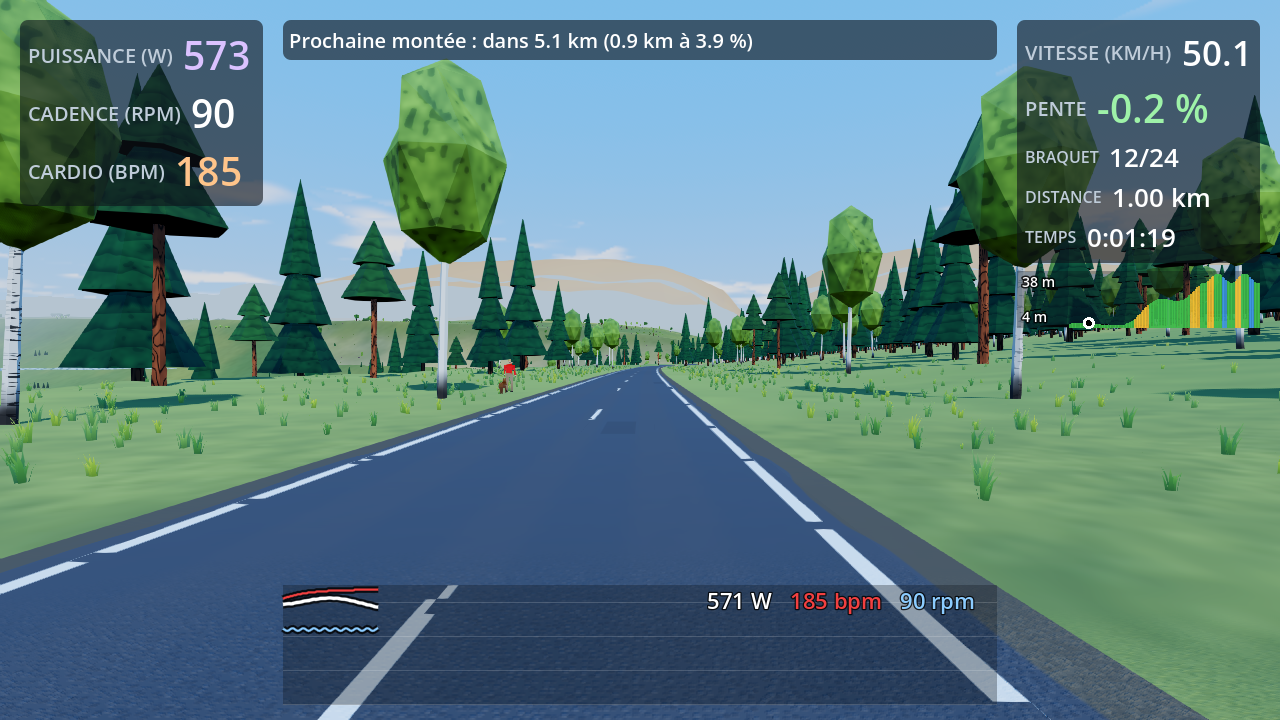 PUISSANCE (W) 573
CADENCE (RPM) 90
CARDIO (BPM) 185
Prochaine montée : dans 5.1 km (0.9 km à 3.9 %)
VITESSE (KM/H) 50.1
PENTE -0.2 %
BRAQUET 12/24
DISTANCE 1.00 km
TEMPS 0:01:19
38 m
4 m
571 W 185 bpm 90 rpm